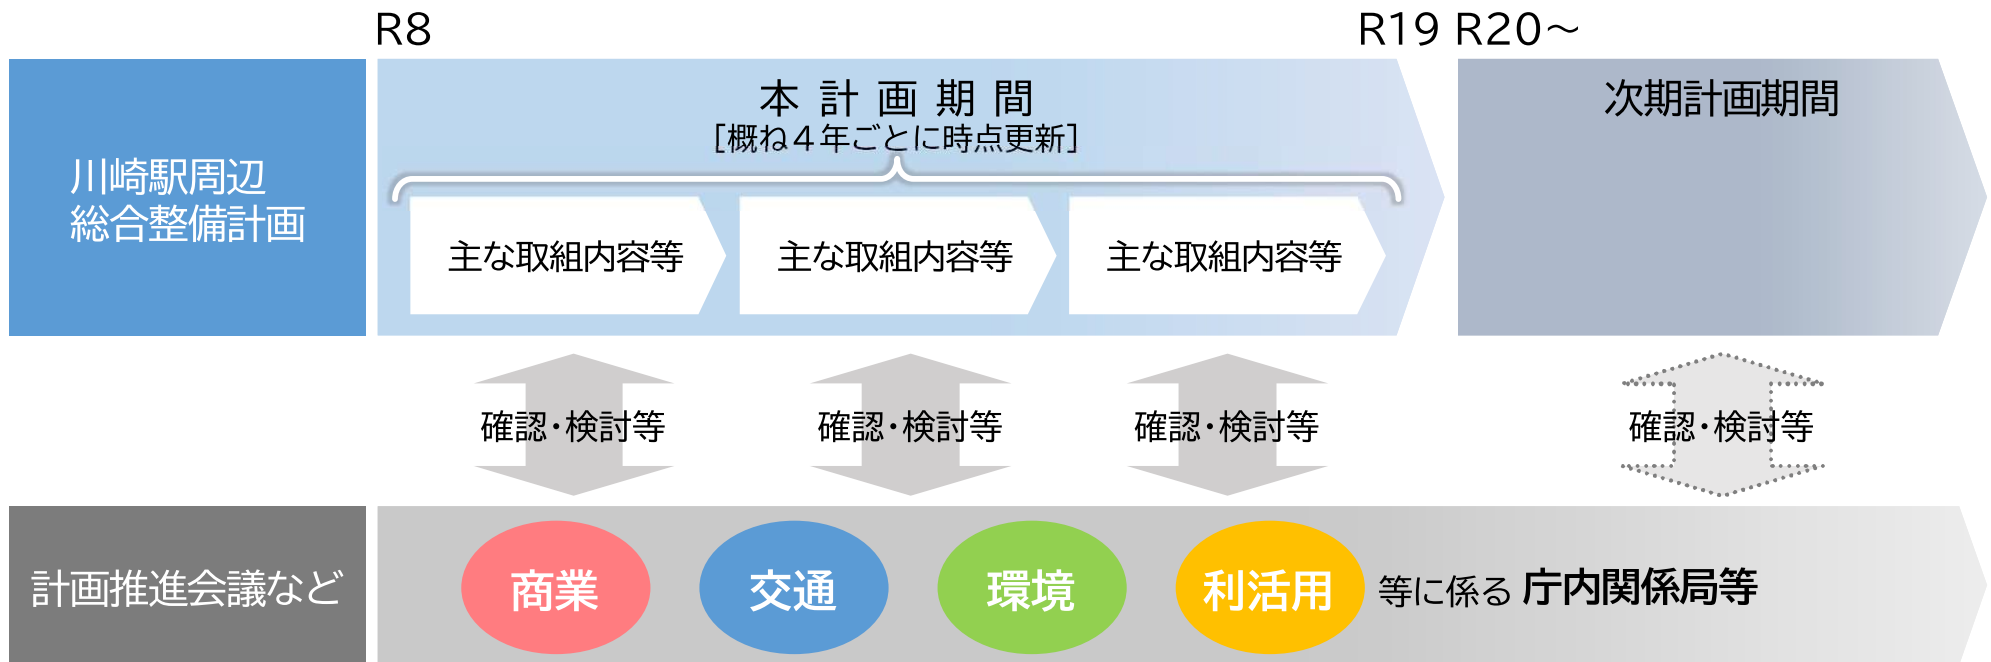 R8
R19 R20～
川崎駅周辺
総合整備計画
本計画期間
［概ね４年ごとに時点更新］
主な取組内容等
主な取組内容等
主な取組内容等
次期計画期間
確認・検討等
確認・検討等
確認・検討等
確認・検討等
計画推進会議など
商業
交通
環境
利活用
等に係る 庁内関係局等